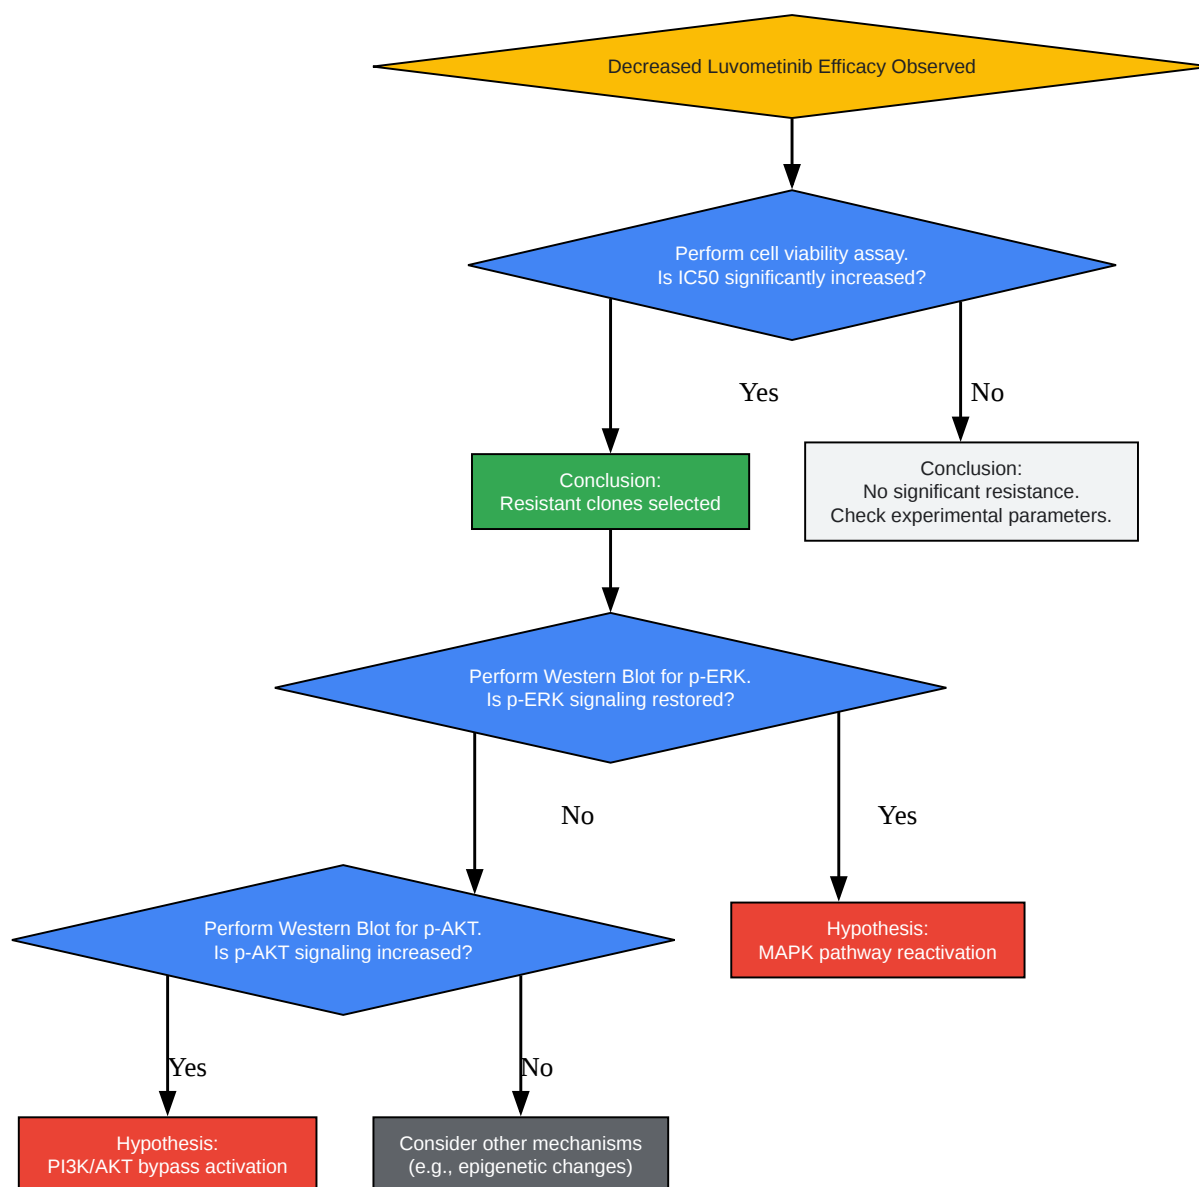 Decreased Luvometinib Efficacy Observed
Perform cell viability assay.
Is IC50 significantly increased?
Yes
No
Conclusion:
Resistant clones selected
Conclusion:
No significant resistance.
Check experimental parameters.
Perform Western Blot for p-ERK.
Is p-ERK signaling restored?
No
Yes
Perform Western Blot for p-AKT.
Is p-AKT signaling increased?
Hypothesis:
MAPK pathway reactivation
Yes
No
Hypothesis:
PI3K/AKT bypass activation
Consider other mechanisms
(e.g., epigenetic changes)